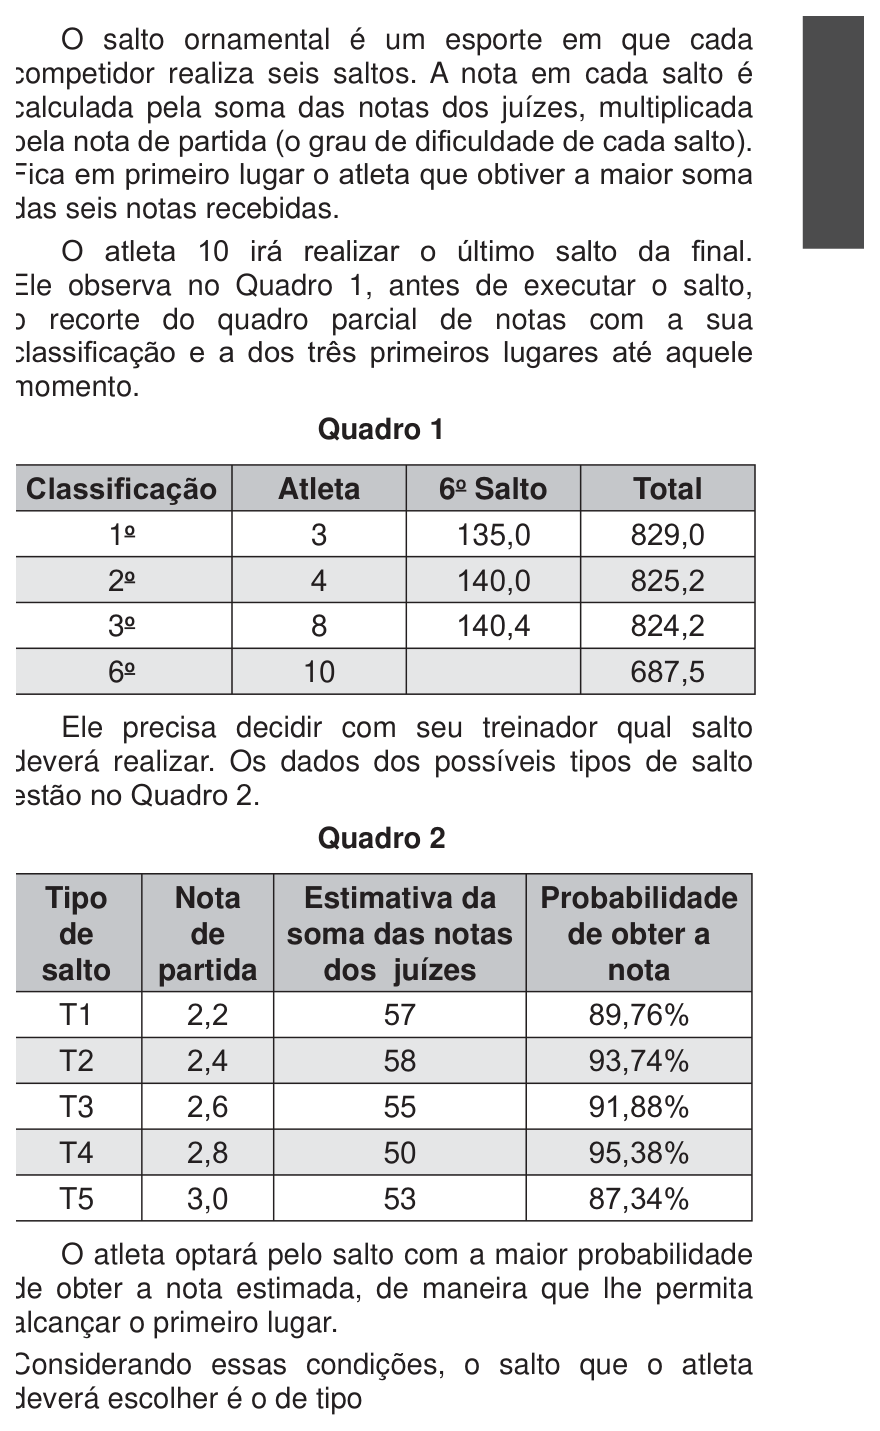 O salto ornamental é um esporte em que cada
competidor realiza seis saltos. A nota em cada salto é
calculada pela soma das notas dos juízes, multiplicada
pela nota de partida (o grau de dificuldade de cada salto).
Fica em primeiro lugar o atleta que obtiver a maior soma
das seis notas recebidas.
O atleta 10 irá realizar o último salto da final.
Ele observa no Quadro 1, antes de executar o salto,
o recorte do quadro parcial de notas com a sua
classificação e a dos três primeiros lugares até aquele
momento.
Quadro 1
Classificação Atleta 6º Salto Total
1º 3 135,0 829,0
2º 4 140,0 825,2
3º 8 140,4 824,2
6º 10 687,5
Ele precisa decidir com seu treinador qual salto
deverá realizar. Os dados dos possíveis tipos de salto
estão no Quadro 2.
Quadro 2
Tipo de salto Nota de partida Estimativa da soma das notas dos juízes Probabilidade de obter a nota
T1 2,2 57 89,76%
T2 2,4 58 93,74%
T3 2,6 55 91,88%
T4 2,8 50 95,38%
T5 3,0 53 87,34%
O atleta optará pelo salto com a maior probabilidade
de obter a nota estimada, de maneira que lhe permita
alcançar o primeiro lugar.
Considerando essas condições, o salto que o atleta
deverá escolher é o de tipo